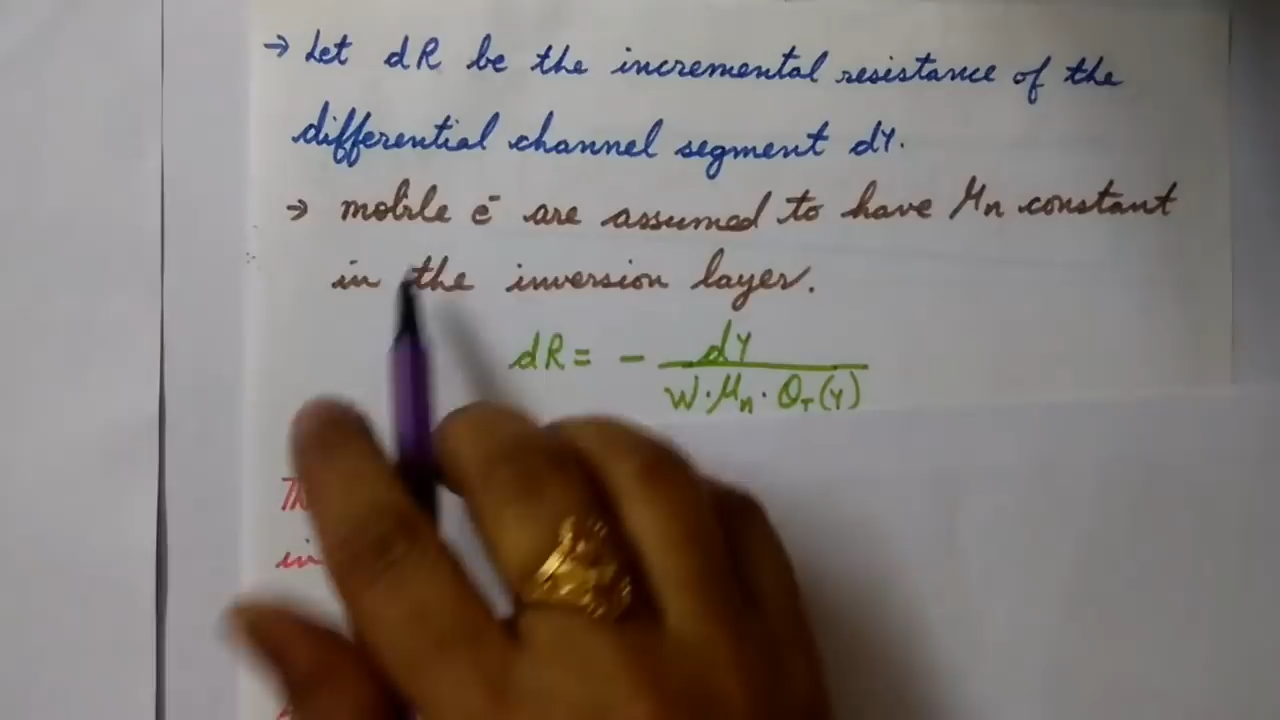 → Let dR be the incremental resistance of the
differential channel segment dy.
→ mobile e⁻ are assumed to have μn constant
in the inversion layer.
dR = - dy / W·μn·QI(y)
in